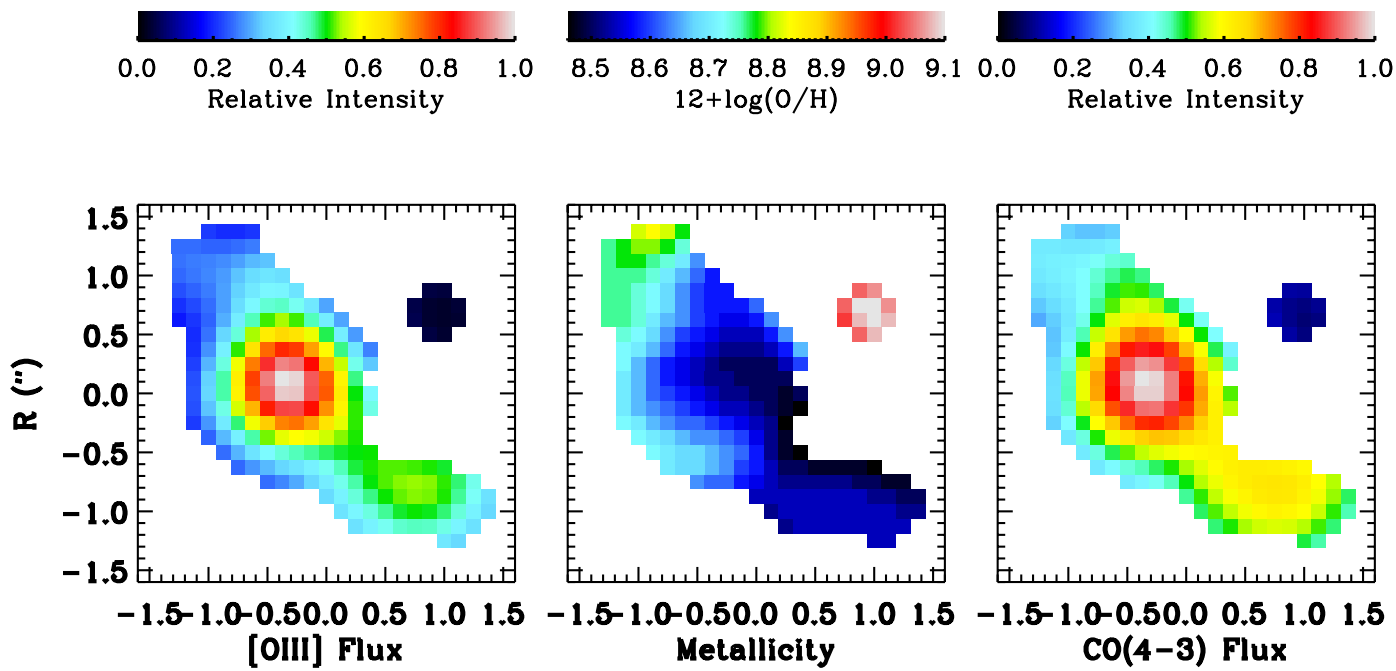 0.0 0.2 0.4 0.6 0.8 1.0
Relative Intensity
8.5 8.6 8.7 8.8 8.9 9.0 9.1
12+log(O/H)
0.0 0.2 0.4 0.6 0.8 1.0
Relative Intensity
R (")
1.5
1.0
0.5
0.0
−0.5
−1.0
−1.5
−1.5−1.0−0.50.0 0.5 1.0 1.5
[OIII] Flux
−1.5−1.0−0.50.0 0.5 1.0 1.5
Metallicity
−1.5−1.0−0.50.0 0.5 1.0 1.5
CO(4−3) Flux